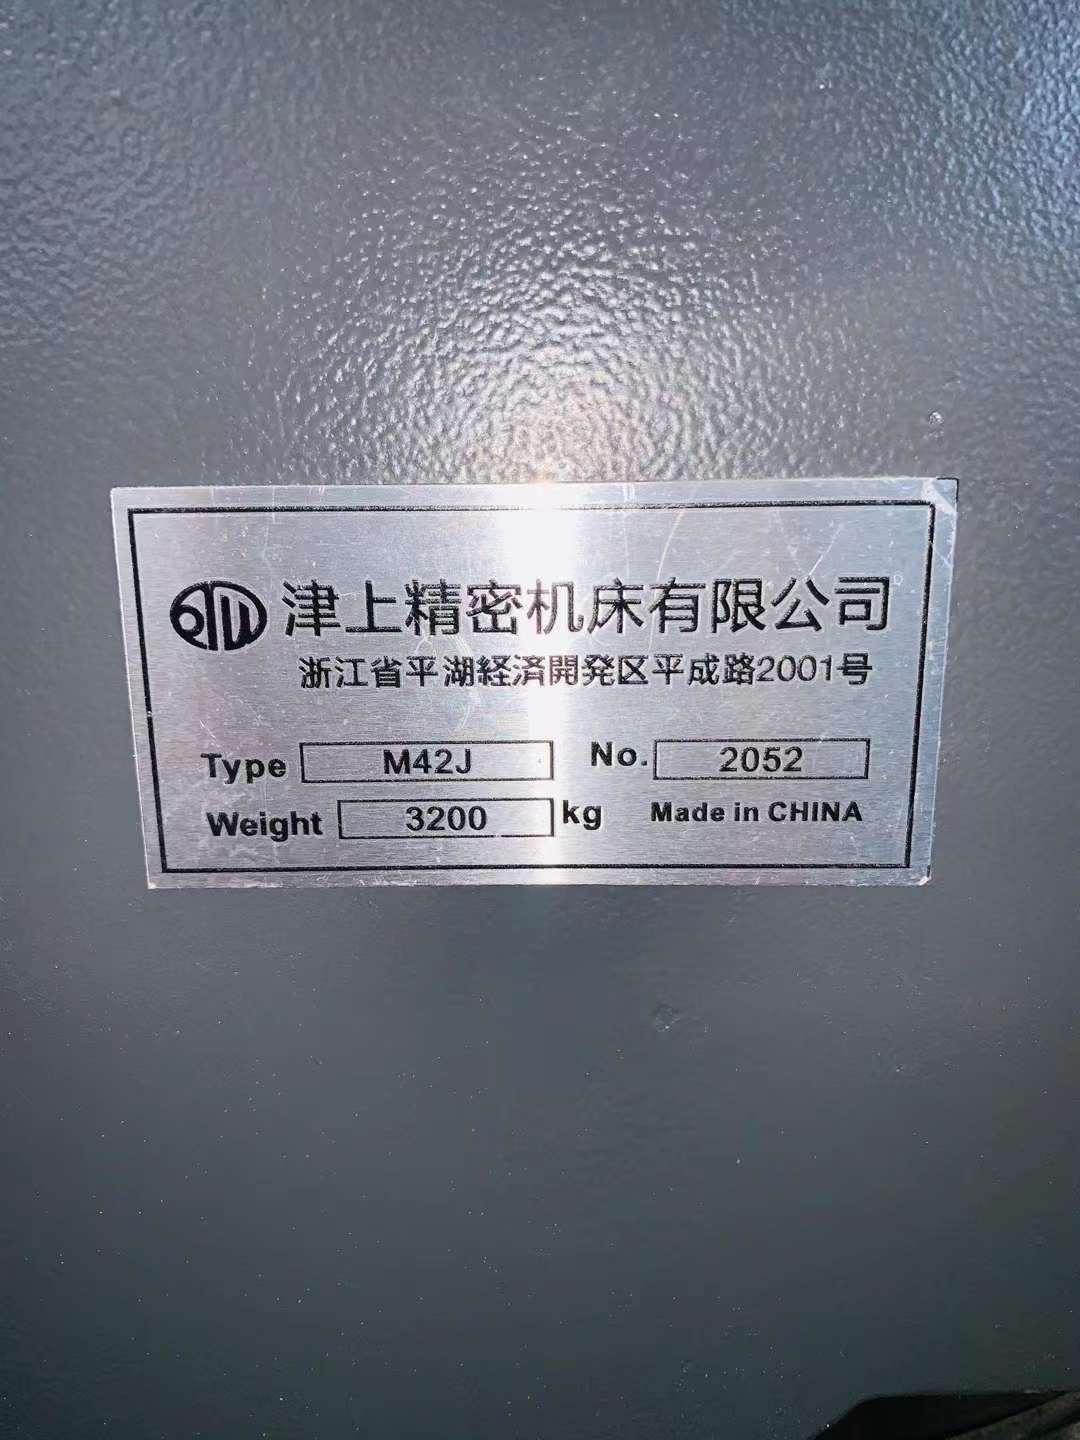 津上精密机床有限公司
浙江省平湖経済開発区平成路2001号
Type M42J No. 2052
Weight 3200 kg Made in CHINA